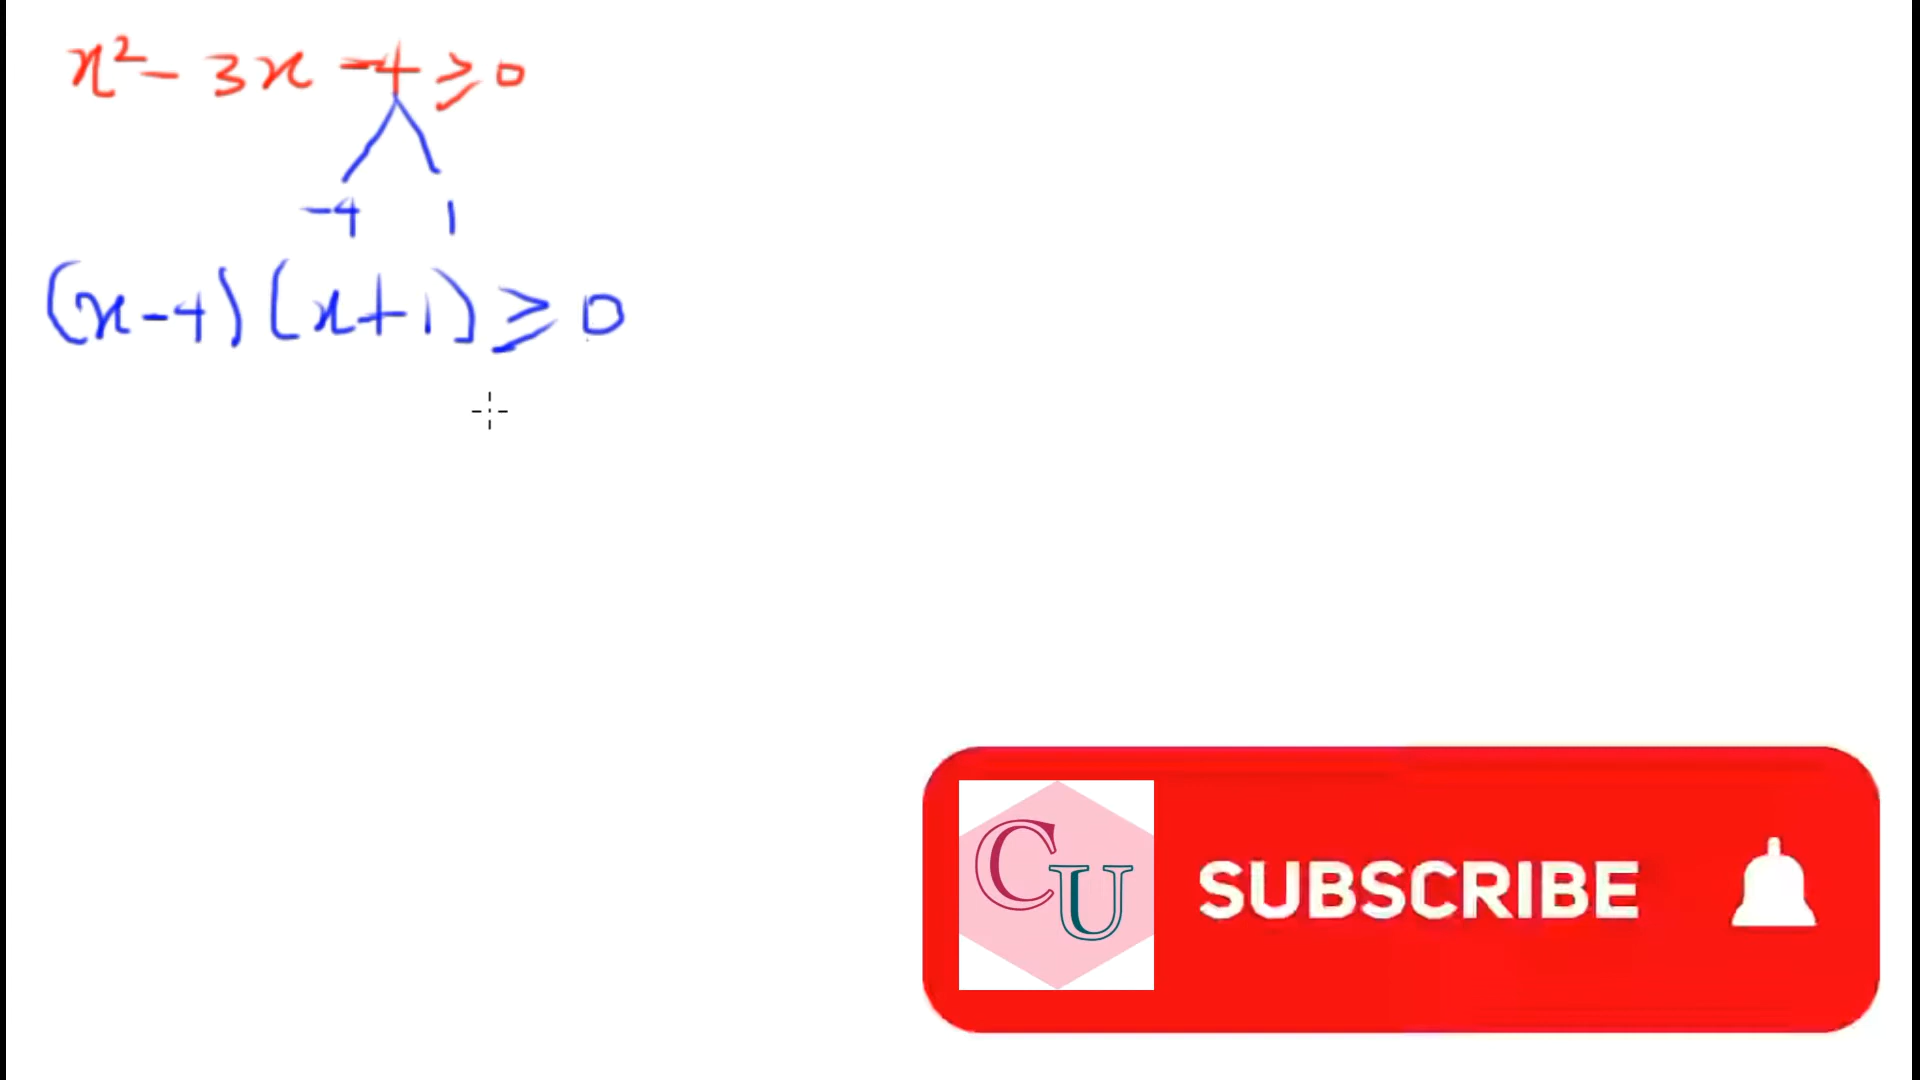 x² - 3x - 4 ≥ 0
-4 1
(x-4)(x+1) ≥ 0
CU
SUBSCRIBE